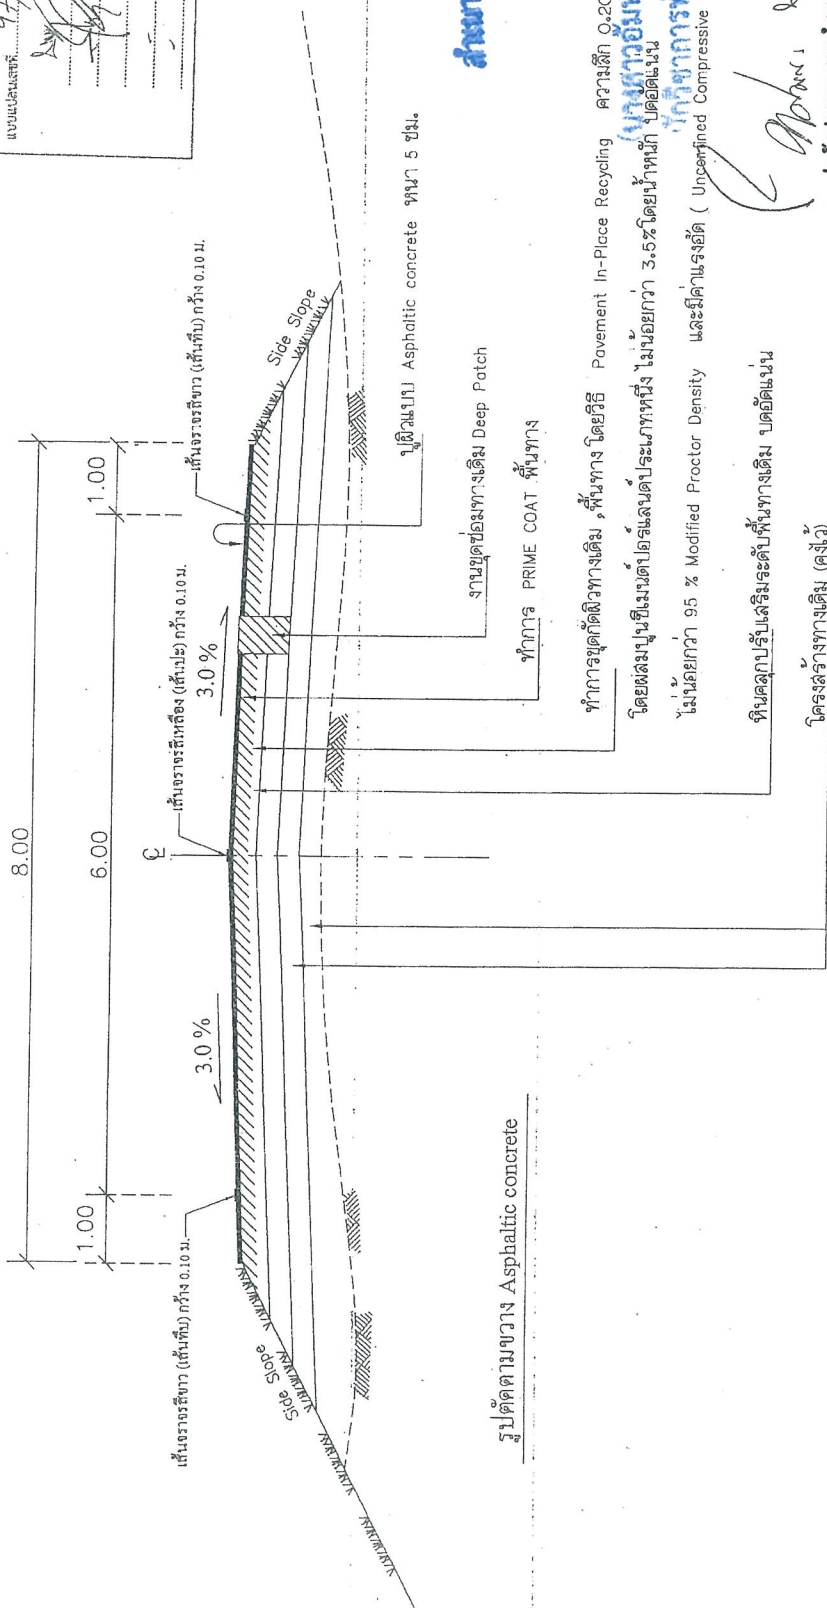 แบบแปลนเลขที่
8.00
1.00
6.00
1.00
เส้นจราจรสีขาว (เส้นทึบ) กว้าง 0.10 ม.
เส้นจราจรสีเหลือง (เส้นปะ) กว้าง 0.10 ม.
เส้นจราจรสีขาว (เส้นทึบ) กว้าง 0.10 ม.
3.0 %
3.0 %
Side Slope
Side Slope
ปูผิวแบบ Asphaltic concrete หนา 5 ซม.
งานขุดซ่อมทางเดิม Deep Patch
ทำการ PRIME COAT พื้นทาง
ทำการขุดกัดผิวทางเดิม ,พื้นทาง โดยวิธี Pavement In-Place Recycling ความลึก 0.20
โดยผสมปูนซีเมนต์ปอร์แลนด์ประเภทหนึ่ง ไม่น้อยกว่า 3.5%โดยน้ำหนัก บดอัดแน่น
ไม่น้อยกว่า 95 % Modified Proctor Density และมีค่าแรงอัด ( Unconfined Compressive
หินคลุกปรับเสริมระดับพื้นทางเดิม บดอัดแน่น
โครงสร้างทางเดิม (คงไว้)
รูปตัดตามขวาง Asphaltic concrete